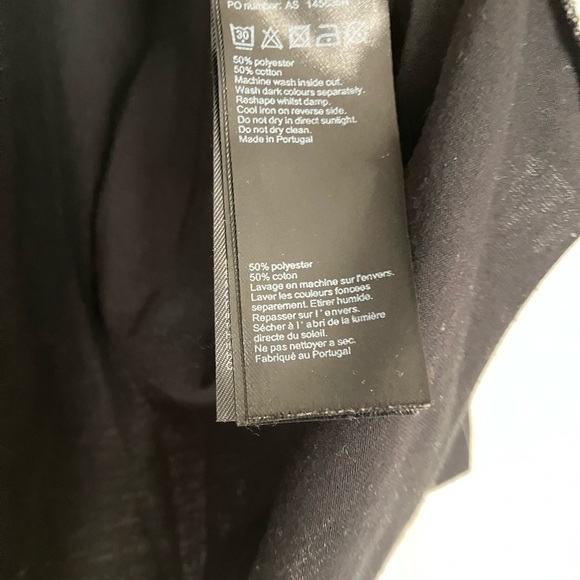 PO number: AS
30
50% polyester
50% cotton
Machine wash inside out.
Wash dark colours separately.
Reshape whilst damp.
Cool iron on reverse side.
Do not dry in direct sunlight.
Do not dry clean.
Made in Portugal
50% polyester
50% coton
Lavage en machine sur l'envers.
Laver les couleurs foncées
separement. Etirer humide.
Repasser sur l'envers.
Sécher à l'abri de la lumière
directe du soleil.
Ne pas nettoyer a sec.
Fabriqué au Portugal